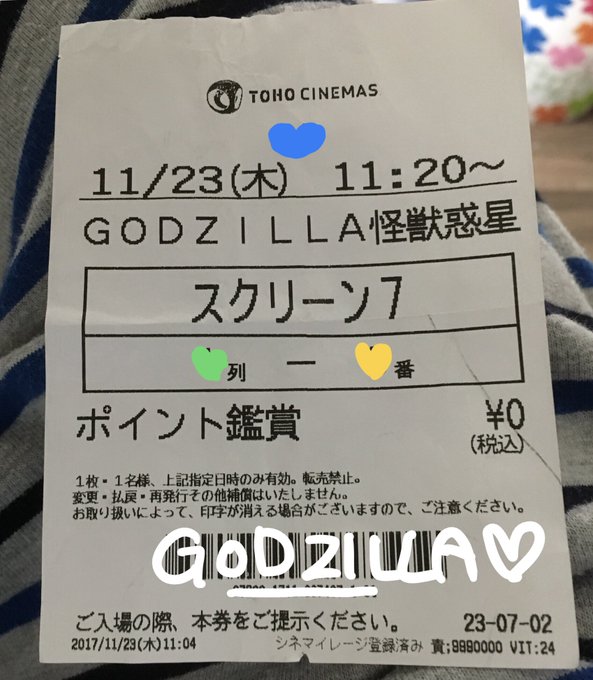 TOHO CINEMAS
11/23(木) 11:20～
GODZILLA怪獣惑星
スクリーン7
列 ー 番
ポイント鑑賞 ¥0
(税込)
1枚・1名様、上記指定日時のみ有効。転売禁止。
変更・払戻・再発行その他補償はいたしません。
お取り扱いによって、印字が消える場合がございますので、ご注意ください。
GoDZILLA♡
ご入場の際、本券をご提示ください。 23-07-02
2017/11/23(木)11:04 シネマイレージ登録済み 責;9990000 VIT:24